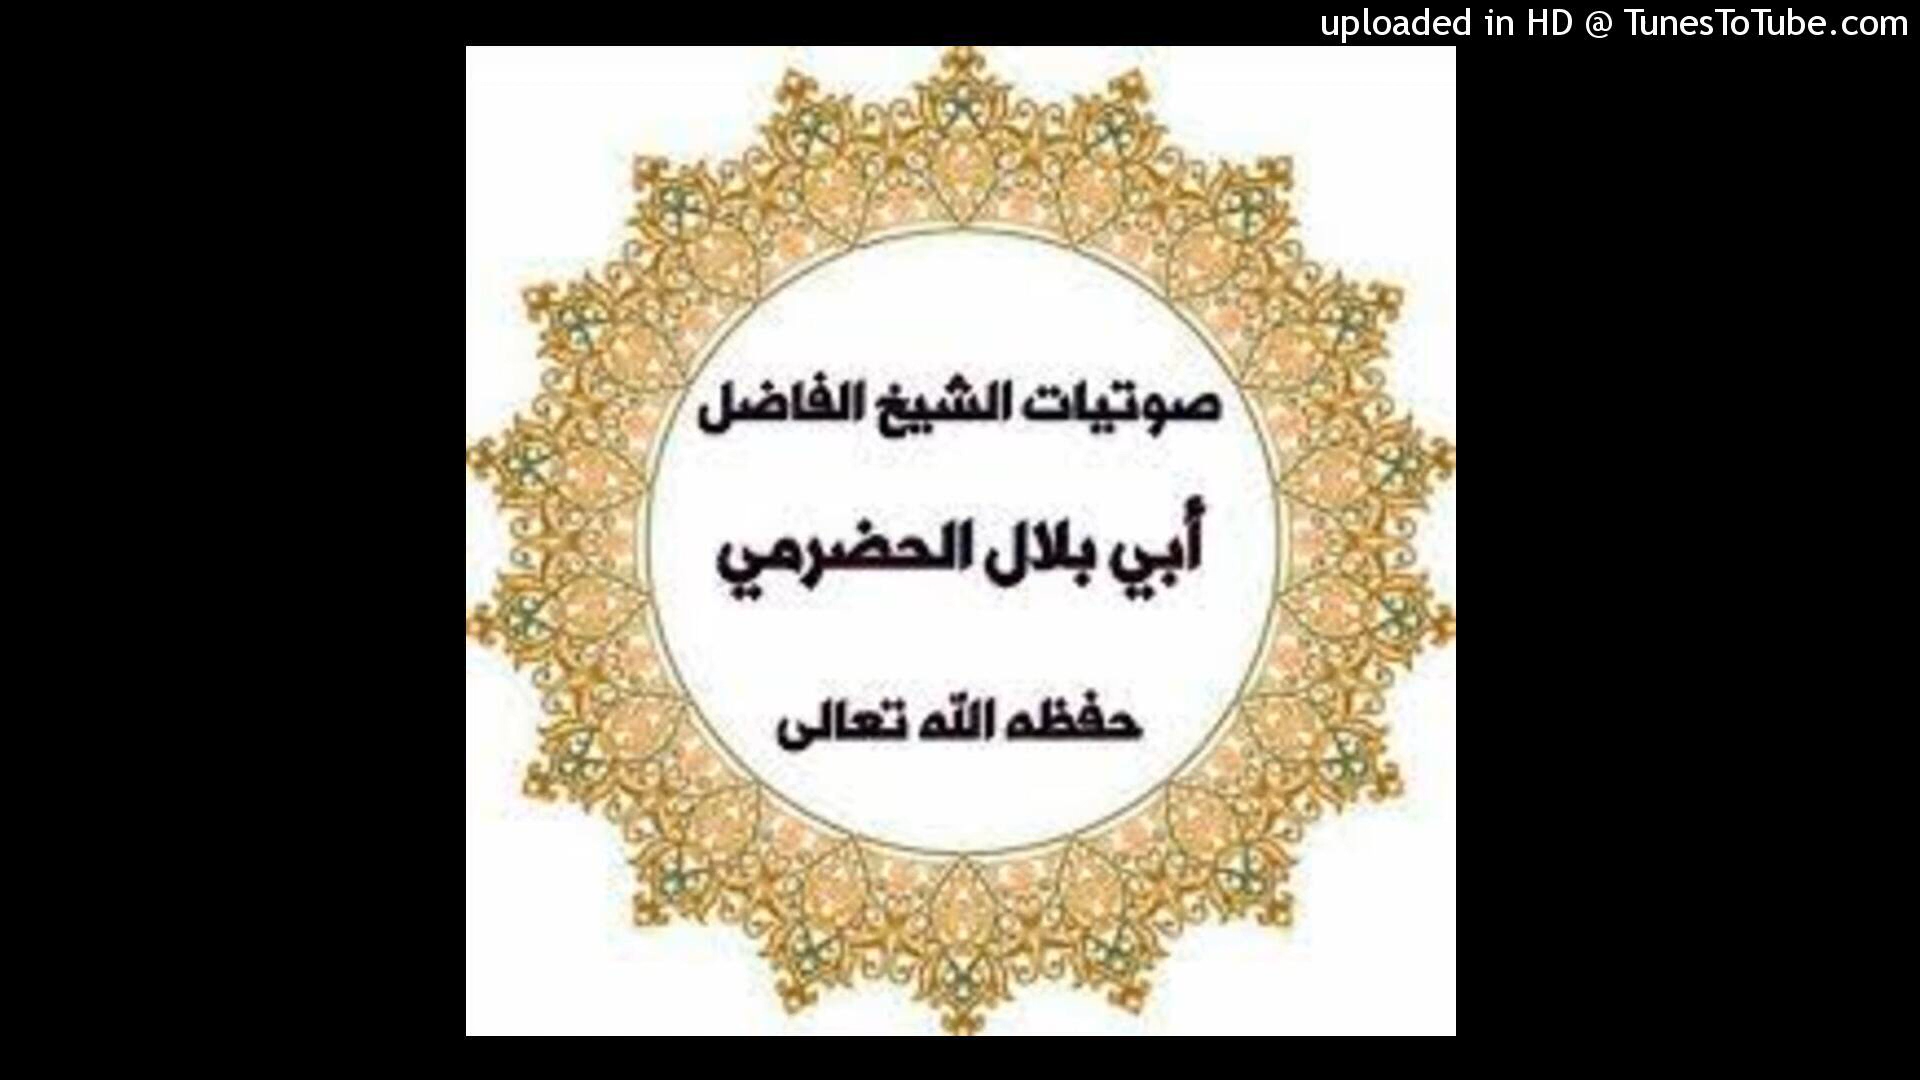 uploaded in HD @ TunesToTube.com
صوتيات الشيخ الفاضل
أبي بلال الحضرمي
حفظه الله تعالى